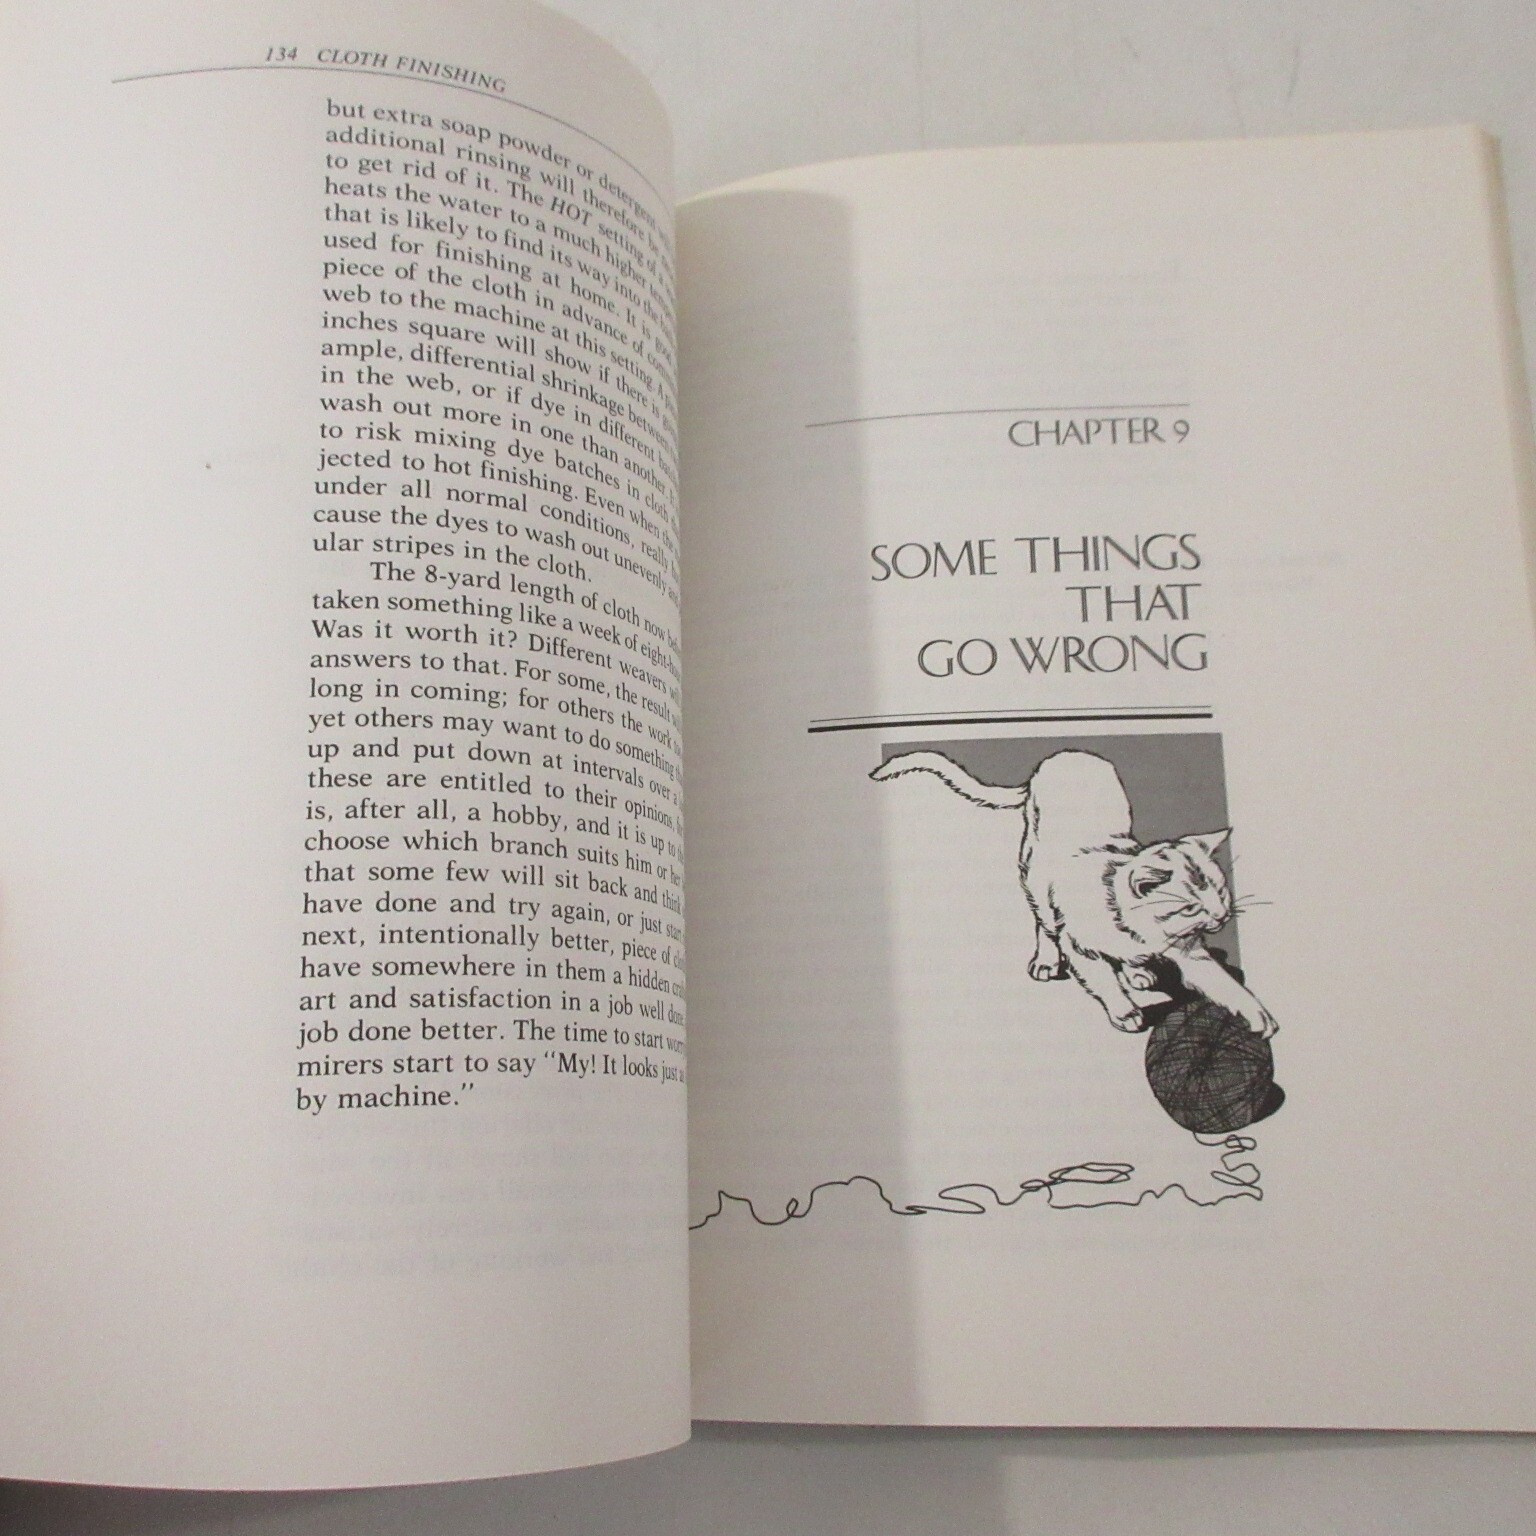 134 CLOTH FINISHING
but extra soap powder or detergent
additional rinsing will therefore be
to get rid of it. The HOT setting of a
heats the water to a much higher
that is likely to find its way into the
used for finishing at home. It is
piece of the cloth in advance of
web to the machine at this setting. A
inches square will show if there is
ample, differential shrinkage between
in the web, or if dye in different
wash out more in one than another.
to risk mixing dye batches in cloth
jected to hot finishing. Even when the
under all normal conditions, really
cause the dyes to wash out unevenly
ular stripes in the cloth.
The 8-yard length of cloth now
taken something like a week of
Was it worth it? Different weavers
answers to that. For some, the result
long in coming; for others the work
yet others may want to do something
up and put down at intervals over a
these are entitled to their opinions,
is, after all, a hobby, and it is up to
choose which branch suits him or her
that some few will sit back and think
have done and try again, or just start
next, intentionally better, piece of
have somewhere in them a hidden
art and satisfaction in a job well done
job done better. The time to start
mirers start to say "My! It looks just
by machine."
CHAPTER 9
SOME THINGS
THAT
GO WRONG